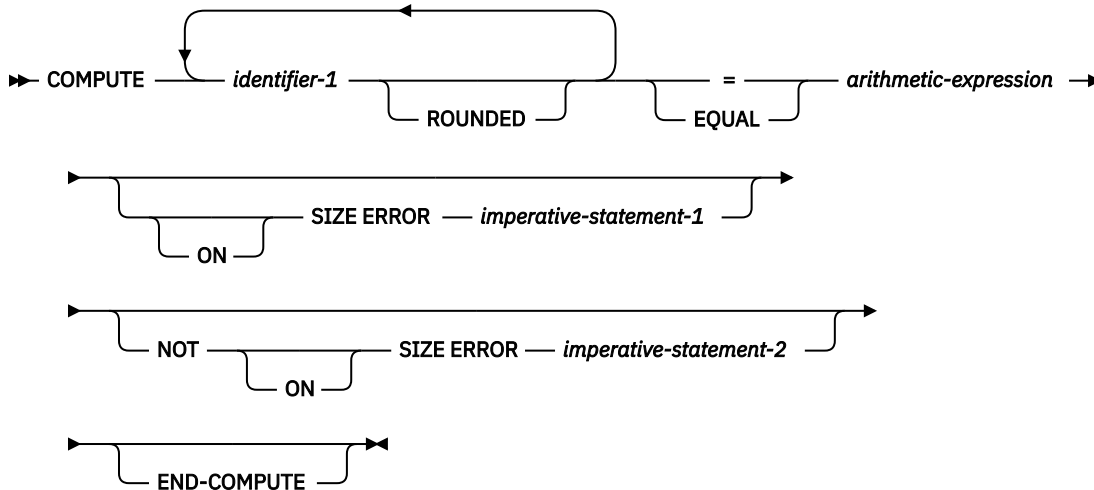 COMPUTE identifier-1 = arithmetic-expression
ROUNDED EQUAL
SIZE ERROR imperative-statement-1
ON
NOT SIZE ERROR imperative-statement-2
ON
END-COMPUTE